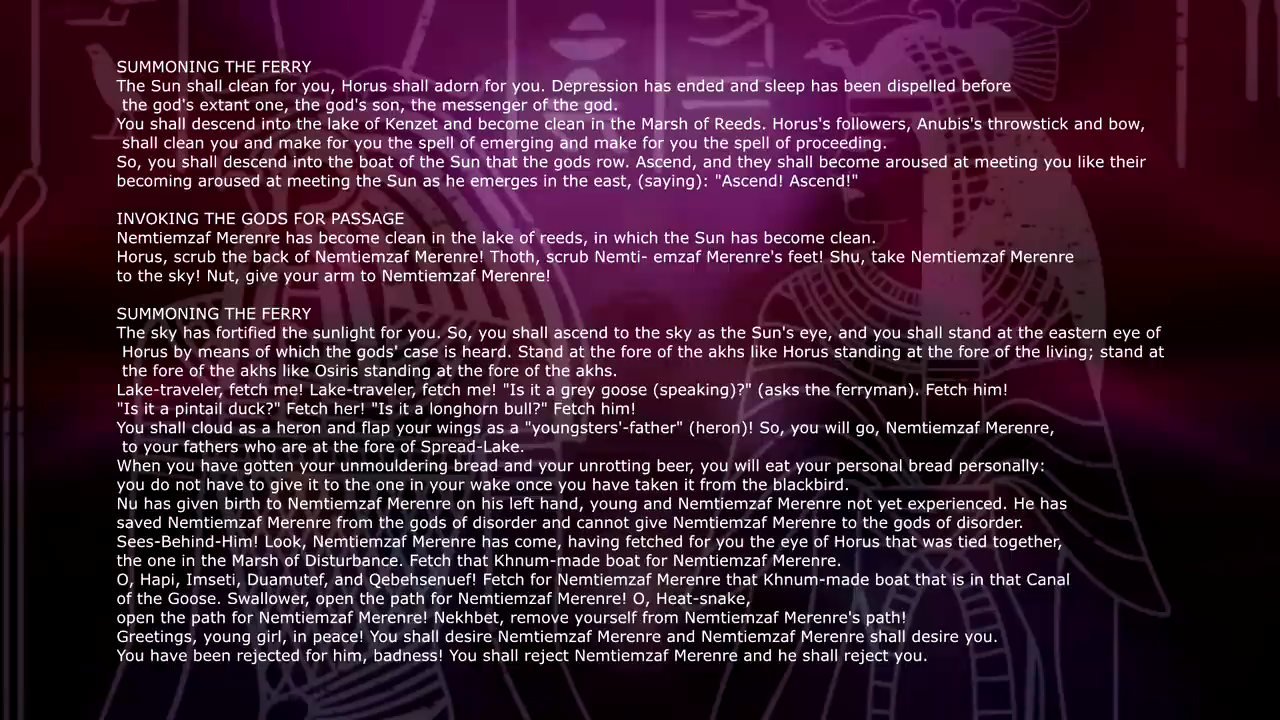 SUMMONING THE FERRY
The Sun shall clean for you, Horus shall adorn for you. Depression has ended and sleep has been dispelled before
the god's extant one, the god's son, the messenger of the god.
You shall descend into the lake of Kenzet and become clean in the Marsh of Reeds. Horus's followers, Anubis's throwstick and bow,
shall clean you and make for you the spell of emerging and make for you the spell of proceeding.
So, you shall descend into the boat of the Sun that the gods row. Ascend, and they shall become aroused at meeting you like their
becoming aroused at meeting the Sun as he emerges in the east, (saying): "Ascend! Ascend!"
INVOKING THE GODS FOR PASSAGE
Nemtiemzaf Merenre has become clean in the lake of reeds, in which the Sun has become clean.
Horus, scrub the back of Nemtiemzaf Merenre! Thoth, scrub Nemti- emzaf Merenre's feet! Shu, take Nemtiemzaf Merenre
to the sky! Nut, give your arm to Nemtiemzaf Merenre!
SUMMONING THE FERRY
The sky has fortified the sunlight for you. So, you shall ascend to the sky as the Sun's eye, and you shall stand at the eastern eye of
Horus by means of which the gods' case is heard. Stand at the fore of the akhs like Horus standing at the fore of the living; stand at
the fore of the akhs like Osiris standing at the fore of the akhs.
Lake-traveler, fetch me! Lake-traveler, fetch me! "Is it a grey goose (speaking)?" (asks the ferryman). Fetch him!
"Is it a pintail duck?" Fetch her! "Is it a longhorn bull?" Fetch him!
You shall cloud as a heron and flap your wings as a "youngsters'-father" (heron)! So, you will go, Nemtiemzaf Merenre,
to your fathers who are at the fore of Spread-Lake.
When you have gotten your unmouldering bread and your unrotting beer, you will eat your personal bread personally:
you do not have to give it to the one in your wake once you have taken it from the blackbird.
Nu has given birth to Nemtiemzaf Merenre on his left hand, young and Nemtiemzaf Merenre not yet experienced. He has
saved Nemtiemzaf Merenre from the gods of disorder and cannot give Nemtiemzaf Merenre to the gods of disorder.
Sees-Behind-Him! Look, Nemtiemzaf Merenre has come, having fetched for you the eye of Horus that was tied together,
the one in the Marsh of Disturbance. Fetch that Khnum-made boat for Nemtiemzaf Merenre.
O, Hapi, Imseti, Duamutef, and Qebehsenuef! Fetch for Nemtiemzaf Merenre that Khnum-made boat that is in that Canal
of the Goose. Swallower, open the path for Nemtiemzaf Merenre! O, Heat-snake,
open the path for Nemtiemzaf Merenre! Nekhbet, remove yourself from Nemtiemzaf Merenre's path!
Greetings, young girl, in peace! You shall desire Nemtiemzaf Merenre and Nemtiemzaf Merenre shall desire you.
You have been rejected for him, badness! You shall reject Nemtiemzaf Merenre and he shall reject you.